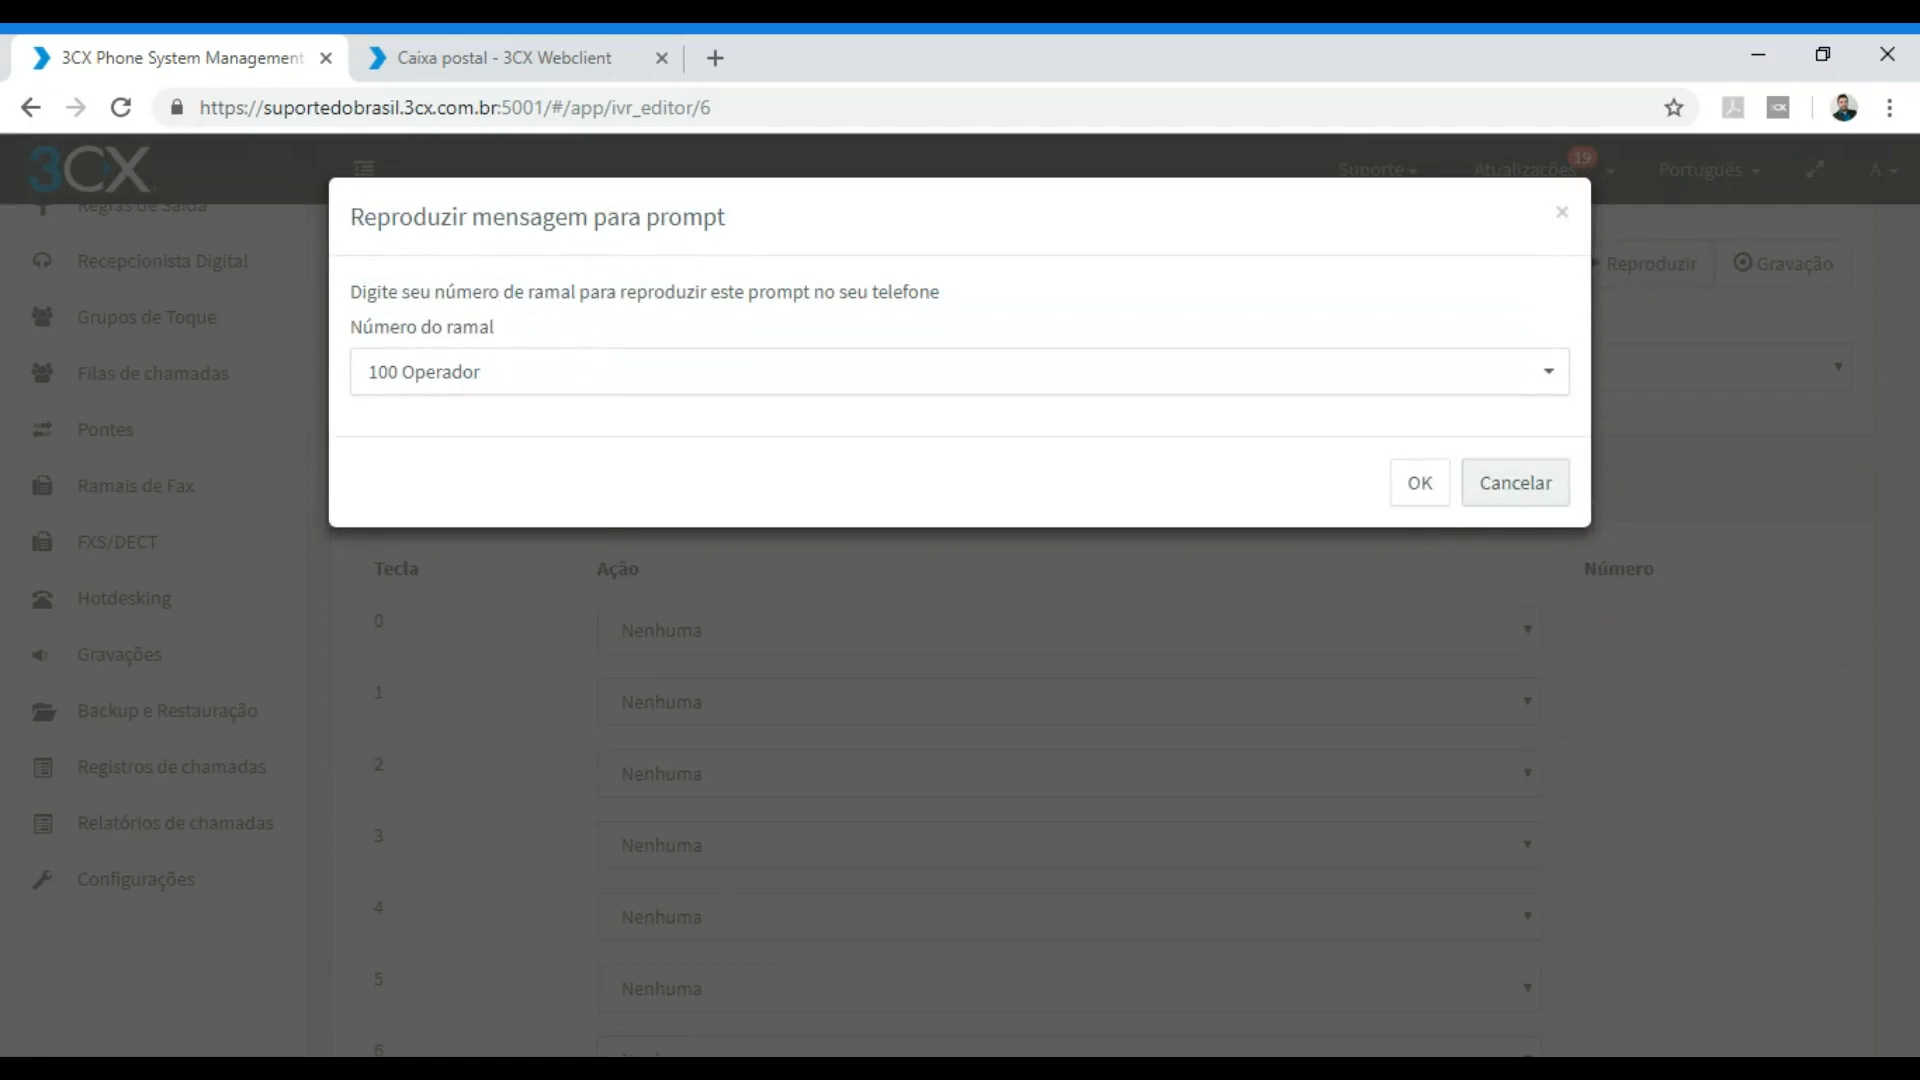 3CX Phone System Management
Caixa postal - 3CX Webclient
https://suportedobrasil.3cx.com.br:5001/#/app/ivr_editor/6
3CX
Suporte
Atualizações
19
Português
A
Regras de Saída
Recepcionista Digital
Grupos de Toque
Filas de chamadas
Pontes
Ramais de Fax
FXS/DECT
Hotdesking
Gravações
Backup e Restauração
Registros de chamadas
Relatórios de chamadas
Configurações
Reproduzir mensagem para prompt
×
Digite seu número de ramal para reproduzir este prompt no seu telefone
Número do ramal
100 Operador
OK
Cancelar
Reproduzir
Gravação
Tecla Ação Número
0 Nenhuma
1 Nenhuma
2 Nenhuma
3 Nenhuma
4 Nenhuma
5 Nenhuma
6